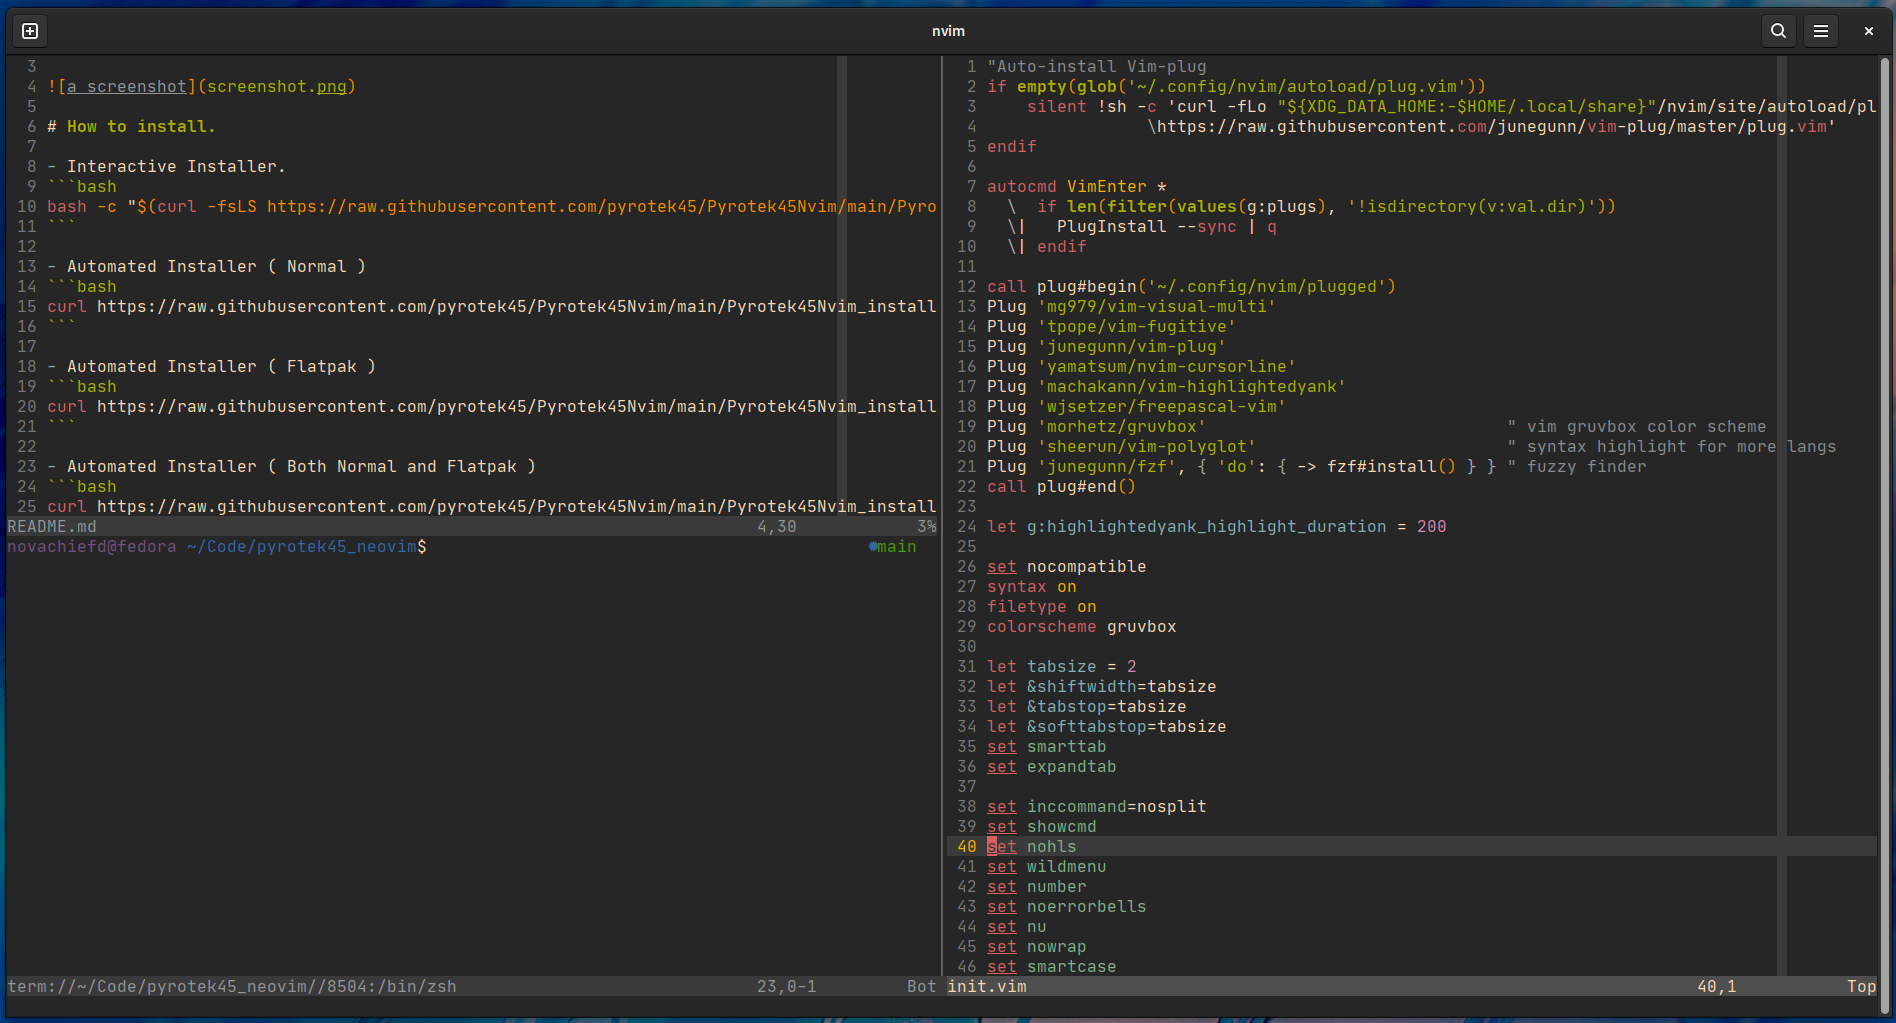 nvim
3
4 ![a screenshot](screenshot.png)
5
6 # How to install.
7
8 - Interactive Installer.
9 ```bash
10 bash -c "$(curl -fsLS https://raw.githubusercontent.com/pyrotek45/Pyrotek45Nvim/main/Pyro
11 ```
12
13 - Automated Installer ( Normal )
14 ```bash
15 curl https://raw.githubusercontent.com/pyrotek45/Pyrotek45Nvim/main/Pyrotek45Nvim_install
16 ```
17
18 - Automated Installer ( Flatpak )
19 ```bash
20 curl https://raw.githubusercontent.com/pyrotek45/Pyrotek45Nvim/main/Pyrotek45Nvim_install
21 ```
22
23 - Automated Installer ( Both Normal and Flatpak )
24 ```bash
25 curl https://raw.githubusercontent.com/pyrotek45/Pyrotek45Nvim/main/Pyrotek45Nvim_install
README.md 4,30 3%
novachiefd@fedora ~/Code/pyrotek45_neovim$ main
term://~/Code/pyrotek45_neovim//8504:/bin/zsh 23,0-1 Bot
1 "Auto-install Vim-plug
2 if empty(glob('~/.config/nvim/autoload/plug.vim'))
3     silent !sh -c 'curl -fLo "${XDG_DATA_HOME:-$HOME/.local/share}"/nvim/site/autoload/pl
4                 \https://raw.githubusercontent.com/junegunn/vim-plug/master/plug.vim'
5 endif
6
7 autocmd VimEnter *
8   \  if len(filter(values(g:plugs), '!isdirectory(v:val.dir)'))
9   \|   PlugInstall --sync | q
10   \| endif
11
12 call plug#begin('~/.config/nvim/plugged')
13 Plug 'mg979/vim-visual-multi'
14 Plug 'tpope/vim-fugitive'
15 Plug 'junegunn/vim-plug'
16 Plug 'yamatsum/nvim-cursorline'
17 Plug 'machakann/vim-highlightedyank'
18 Plug 'wjsetzer/freepascal-vim'
19 Plug 'morhetz/gruvbox' " vim gruvbox color scheme
20 Plug 'sheerun/vim-polyglot' " syntax highlight for more langs
21 Plug 'junegunn/fzf', { 'do': { -> fzf#install() } } " fuzzy finder
22 call plug#end()
23
24 let g:highlightedyank_highlight_duration = 200
25
26 set nocompatible
27 syntax on
28 filetype on
29 colorscheme gruvbox
30
31 let tabsize = 2
32 let &shiftwidth=tabsize
33 let &tabstop=tabsize
34 let &softtabstop=tabsize
35 set smarttab
36 set expandtab
37
38 set inccommand=nosplit
39 set showcmd
40 set nohls
41 set wildmenu
42 set number
43 set noerrorbells
44 set nu
45 set nowrap
46 set smartcase
init.vim 40,1 Top